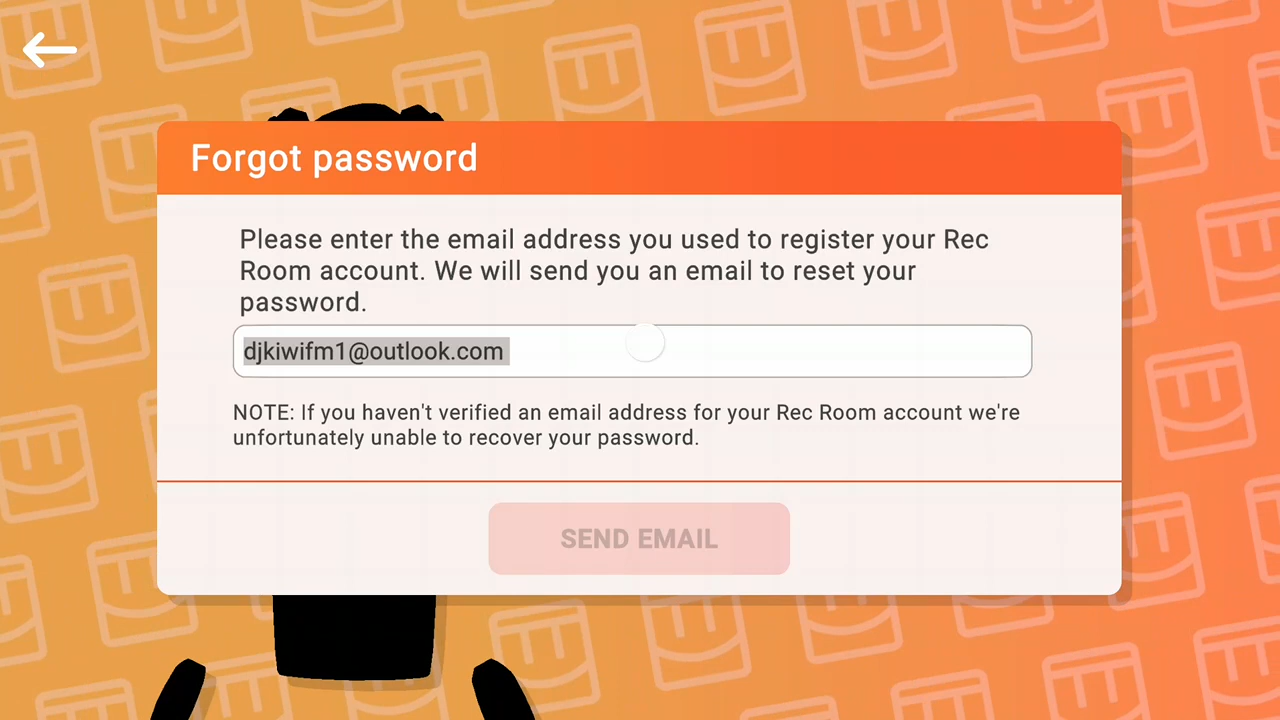 Forgot password
Please enter the email address you used to register your Rec
Room account. We will send you an email to reset your
password.
djkiwifm1@outlook.com
NOTE: If you haven't verified an email address for your Rec Room account we're
unfortunately unable to recover your password.
SEND EMAIL